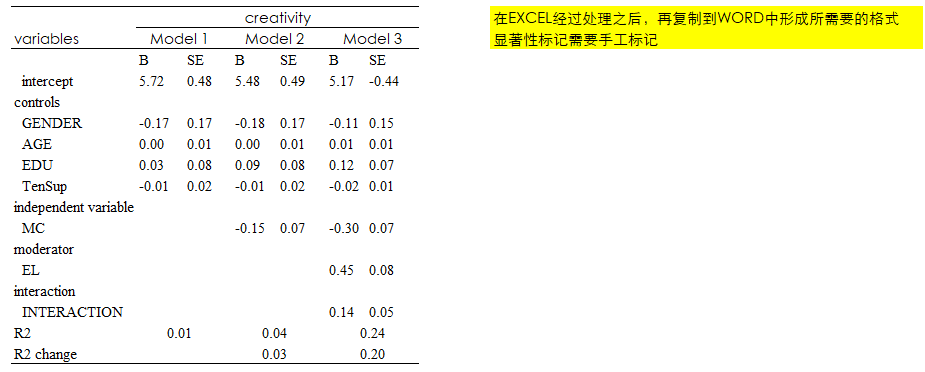 creativity
variables Model 1 Model 2 Model 3
B SE B SE B SE
intercept 5.72 0.48 5.48 0.49 5.17 -0.44
controls
GENDER -0.17 0.17 -0.18 0.17 -0.11 0.15
AGE 0.00 0.01 0.00 0.01 0.01 0.01
EDU 0.03 0.08 0.09 0.08 0.12 0.07
TenSup -0.01 0.02 -0.01 0.02 -0.02 0.01
independent variable
MC -0.15 0.07 -0.30 0.07
moderator
EL 0.45 0.08
interaction
INTERACTION 0.14 0.05
R2 0.01 0.04 0.24
R2 change 0.03 0.20
在EXCEL经过处理之后，再复制到WORD中形成所需要的格式
显著性标记需要手工标记